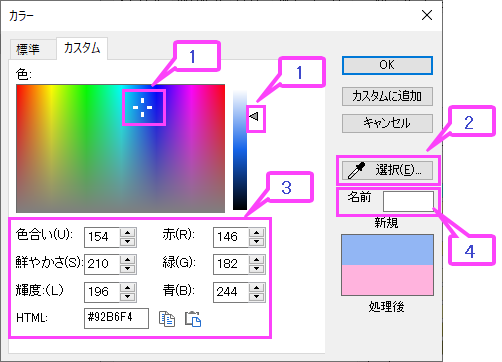 カラー
標準 カスタム
色:
1
1
OK
カスタムに追加
キャンセル
2
選択(E)...
名前
新規
4
処理後
3
色合い(U): 154 赤(R): 146
鮮やかさ(S): 210 緑(G): 182
輝度:(L) 196 青(B): 244
HTML: #92B6F4